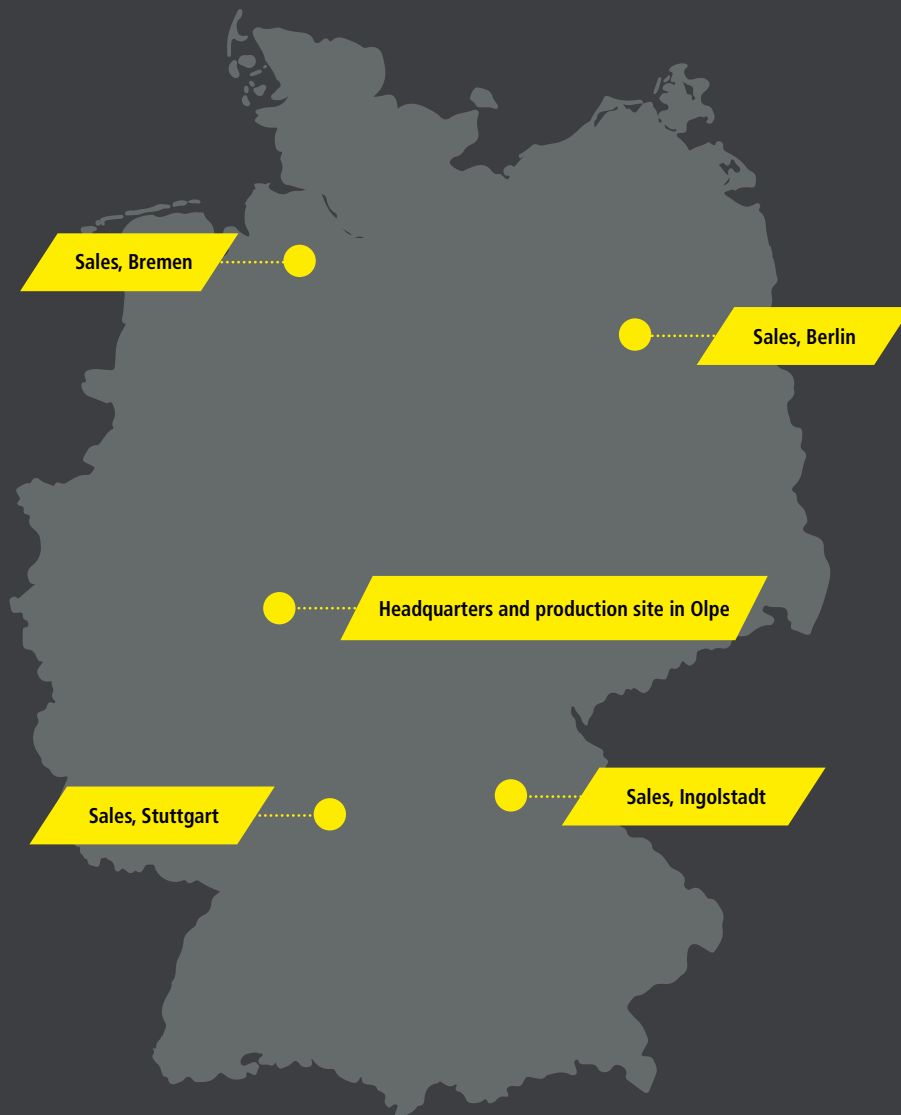 Sales, Bremen
Sales, Berlin
Headquarters and production site in Olpe
Sales, Ingolstadt
Sales, Stuttgart